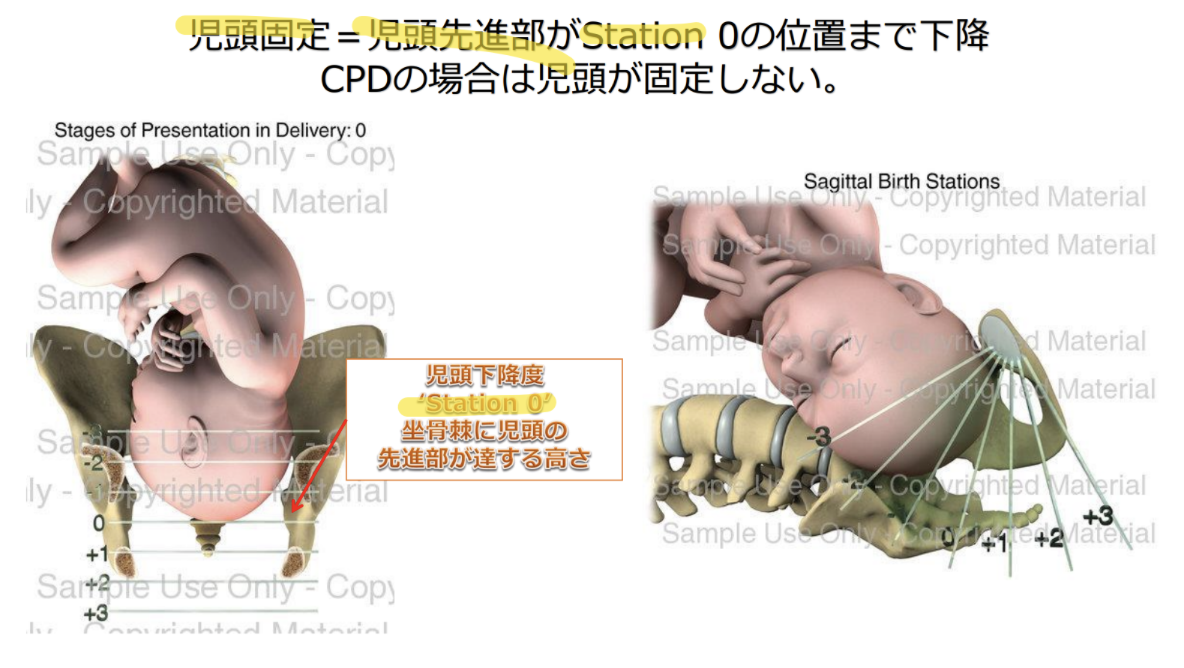 児頭固定＝児頭先進部がStation 0の位置まで下降
CPDの場合は児頭が固定しない。
Stages of Presentation in Delivery: 0
Sample Use Only - Copy
ly - Copyrighted Material
Sample Use Only - Copy
ly - Copyrighted Material
児頭下降度
‘Station 0’
坐骨棘に児頭の
先進部が達する高さ
-3
Sample Use Only -
-2
-1
ly - Copyrighted Material
0
+1
+2
Sample Use Only - Copy
+3
ly - Copyrighted Material
Sagittal Birth Stations
Sample Use Only - Copyrighted Material
Sample Use Only - Copyrighted Material
Sample Use Only - Copyrighted Material
Sample Use Only - Copyrighted Material
-3
Sample Use Only - Copyrighted Material
-2
Sample Use Only - Copyrighted Material
0 +1 +2 +3